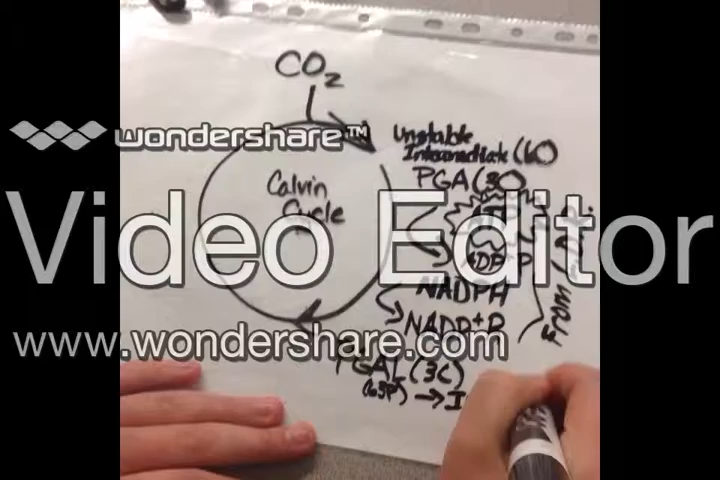 CO2
wondershare™
Unstable
Intermediate (6C)
Calvin
Cycle
PGA (3C)
Video Editor
ATP
ADP + P
NADPH
From L.D.R.
NADP+ P
www.wondershare.com
PGAL (3C)
(G3P) → I